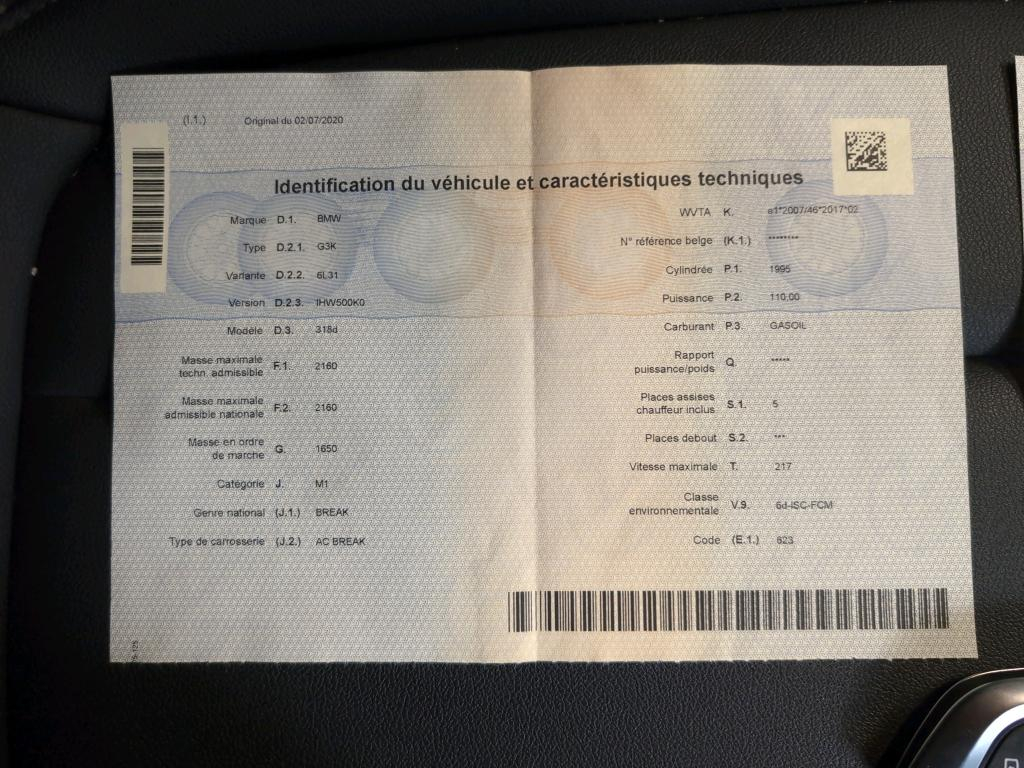 (I.1.) Original du 02/07/2020
Identification du véhicule et caractéristiques techniques
Marque D.1. BMW
Type D.2.1. G3K
Variante D.2.2. 6L31
Version D.2.3. IHW500K0
Modèle D.3. 318d
Masse maximale
techn. admissible F.1. 2160
Masse maximale
admissible nationale F.2. 2160
Masse en ordre
de marche G. 1650
Catégorie J. M1
Genre national (J.1.) BREAK
Type de carrosserie (J.2.) AC BREAK
WVTA K. e1*2007/46*2017*02
N° référence belge (K.1.) ********
Cylindrée P.1. 1995
Puissance P.2. 110,00
Carburant P.3. GASOIL
Rapport
puissance/poids Q. *****
Places assises
chauffeur inclus S.1. 5
Places debout S.2. ***
Vitesse maximale T. 217
Classe
environnementale V.9. 6d-ISC-FCM
Code (E.1.) 623